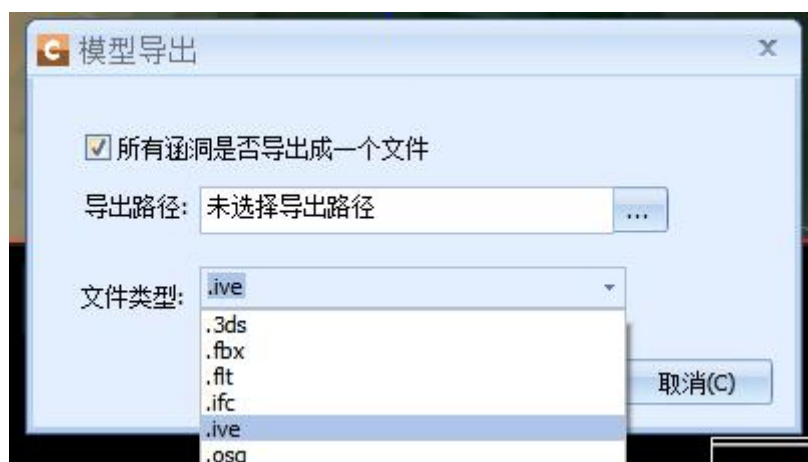 模型导出
所有涵洞是否导出成一个文件
导出路径: 未选择导出路径 ...
文件类型: .ive
.3ds
.fbx
.flt
.ifc
取消(C)
.ive
.osg